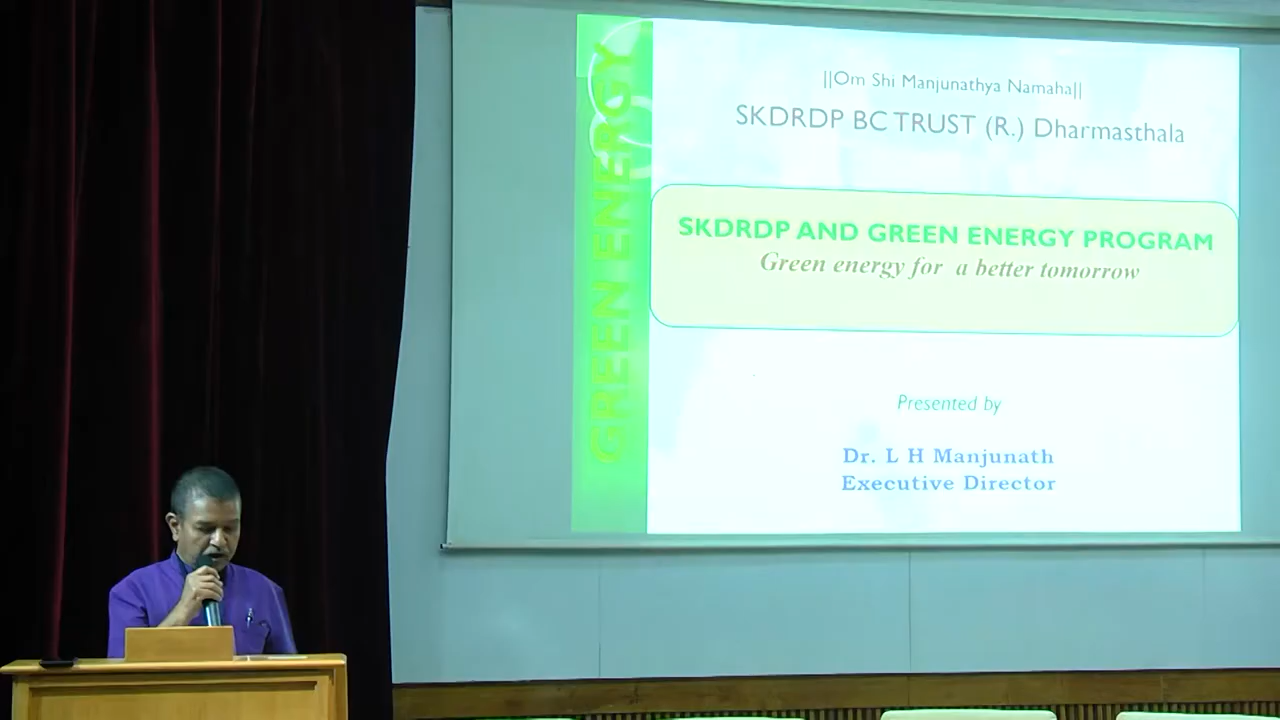 GREEN ENERGY
||Om Shi Manjunathya Namaha||
SKDRDP BC TRUST (R.) Dharmasthala
SKDRDP AND GREEN ENERGY PROGRAM
Green energy for a better tomorrow
Presented by
Dr. L H Manjunath
Executive Director